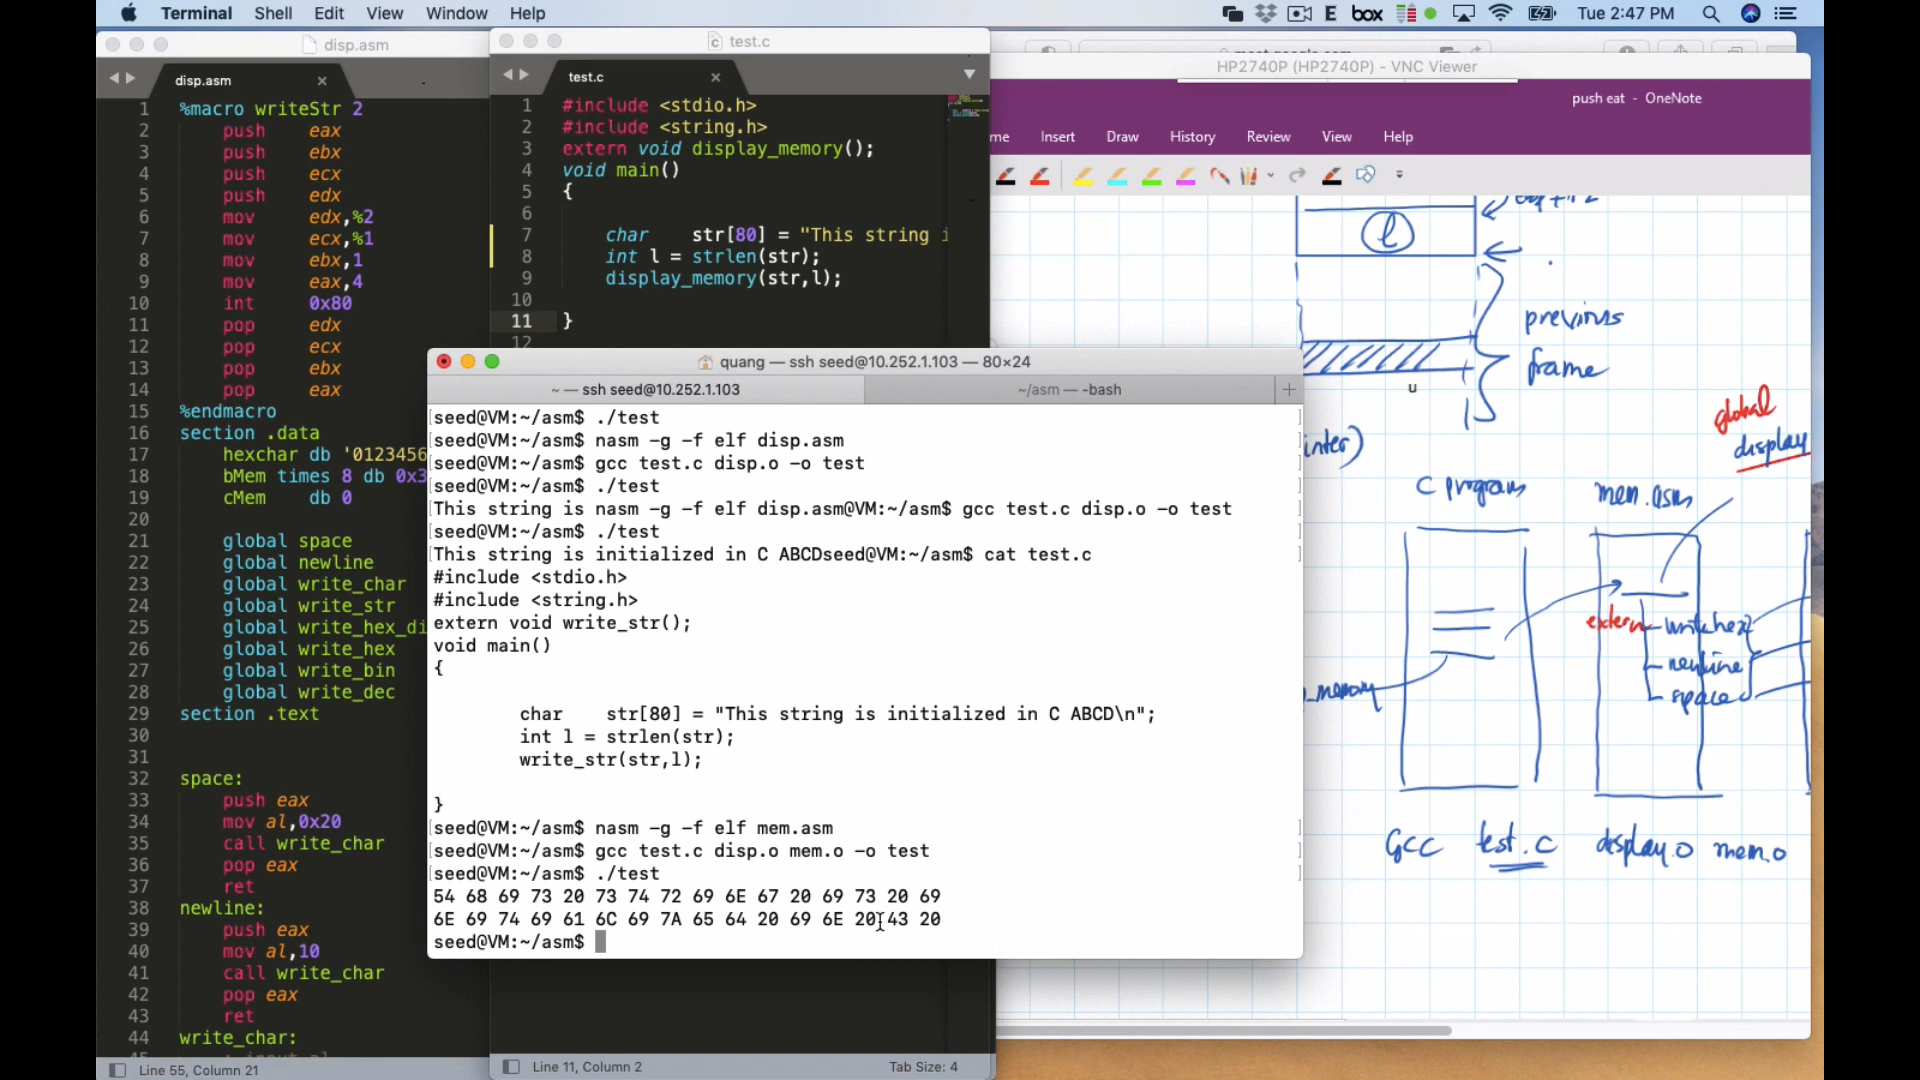 Terminal Shell Edit View Window Help
box Tue 2:47 PM
disp.asm
disp.asm
1 %macro writeStr 2
2 push eax
3 push ebx
4 push ecx
5 push edx
6 mov edx,%2
7 mov ecx,%1
8 mov ebx,1
9 mov eax,4
10 int 0x80
11 pop edx
12 pop ecx
13 pop ebx
14 pop eax
15 %endmacro
16 section .data
17 hexchar db '0123456
18 bMem times 8 db 0x3
19 cMem db 0
20
21 global space
22 global newline
23 global write_char
24 global write_str
25 global write_hex_di
26 global write_hex
27 global write_bin
28 global write_dec
29 section .text
30
31
32 space:
33 push eax
34 mov al,0x20
35 call write_char
36 pop eax
37 ret
38 newline:
39 push eax
40 mov al,10
41 call write_char
42 pop eax
43 ret
44 write_char:
Line 55, Column 21
test.c
test.c
1 #include <stdio.h>
2 #include <string.h>
3 extern void display_memory();
4 void main()
5 {
6
7 char str[80] = "This string i
8 int l = strlen(str);
9 display_memory(str,l);
10
11 }
12
Line 11, Column 2 Tab Size: 4
quang — ssh seed@10.252.1.103 — 80×24
~ — ssh seed@10.252.1.103 ~/asm — -bash
seed@VM:~/asm$ ./test
seed@VM:~/asm$ nasm -g -f elf disp.asm
seed@VM:~/asm$ gcc test.c disp.o -o test
seed@VM:~/asm$ ./test
This string is nasm -g -f elf disp.asm@VM:~/asm$ gcc test.c disp.o -o test
seed@VM:~/asm$ ./test
This string is initialized in C ABCDseed@VM:~/asm$ cat test.c
#include <stdio.h>
#include <string.h>
extern void write_str();
void main()
{
char str[80] = "This string is initialized in C ABCD\n";
int l = strlen(str);
write_str(str,l);
}
seed@VM:~/asm$ nasm -g -f elf mem.asm
seed@VM:~/asm$ gcc test.c disp.o mem.o -o test
seed@VM:~/asm$ ./test
54 68 69 73 20 73 74 72 69 6E 67 20 69 73 20 69
6E 69 74 69 61 6C 69 7A 65 64 20 69 6E 20 43 20
seed@VM:~/asm$
HP2740P (HP2740P) - VNC Viewer
push eat - OneNote
me Insert Draw History Review View Help
l
previus
frame
u
inter)
global
display
C program mem.asm
extern writehex
newline
space
_memory
GCC test.c display.o mem.o